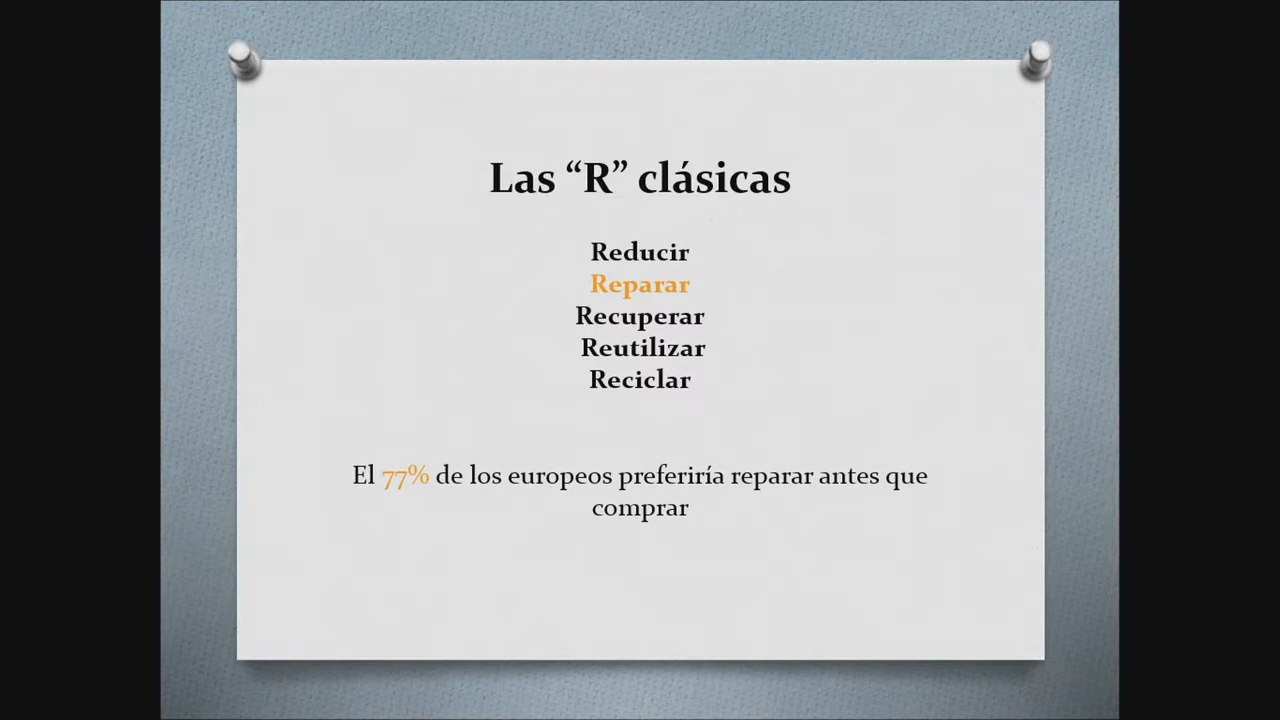 Las “R” clásicas
Reducir
Reparar
Recuperar
Reutilizar
Reciclar
El 77% de los europeos preferiría reparar antes que
comprar